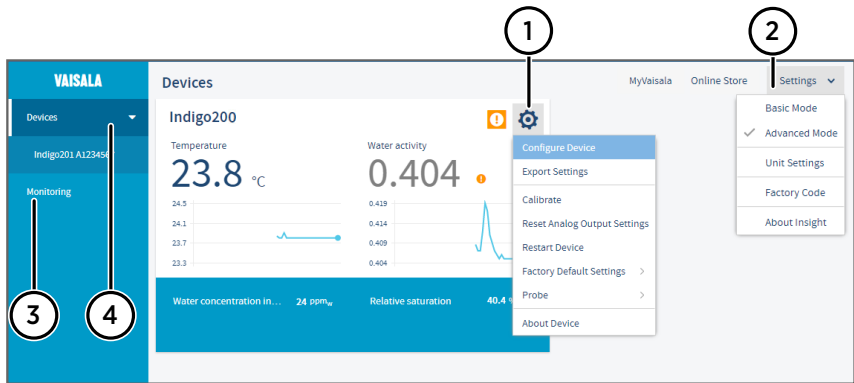 1
2
VAISALA
Devices
MyVaisala
Online Store
Settings
Devices
Indigo201 A123456
Monitoring
3
4
Indigo200
Temperature
23.8 °C
24.5
24.1
23.7
23.3
Water activity
0.404
0.419
0.414
0.409
0.404
Water concentration in... 24 ppmw
Relative saturation 40.4
Configure Device
Export Settings
Calibrate
Reset Analog Output Settings
Restart Device
Factory Default Settings
Probe
About Device
Basic Mode
Advanced Mode
Unit Settings
Factory Code
About Insight